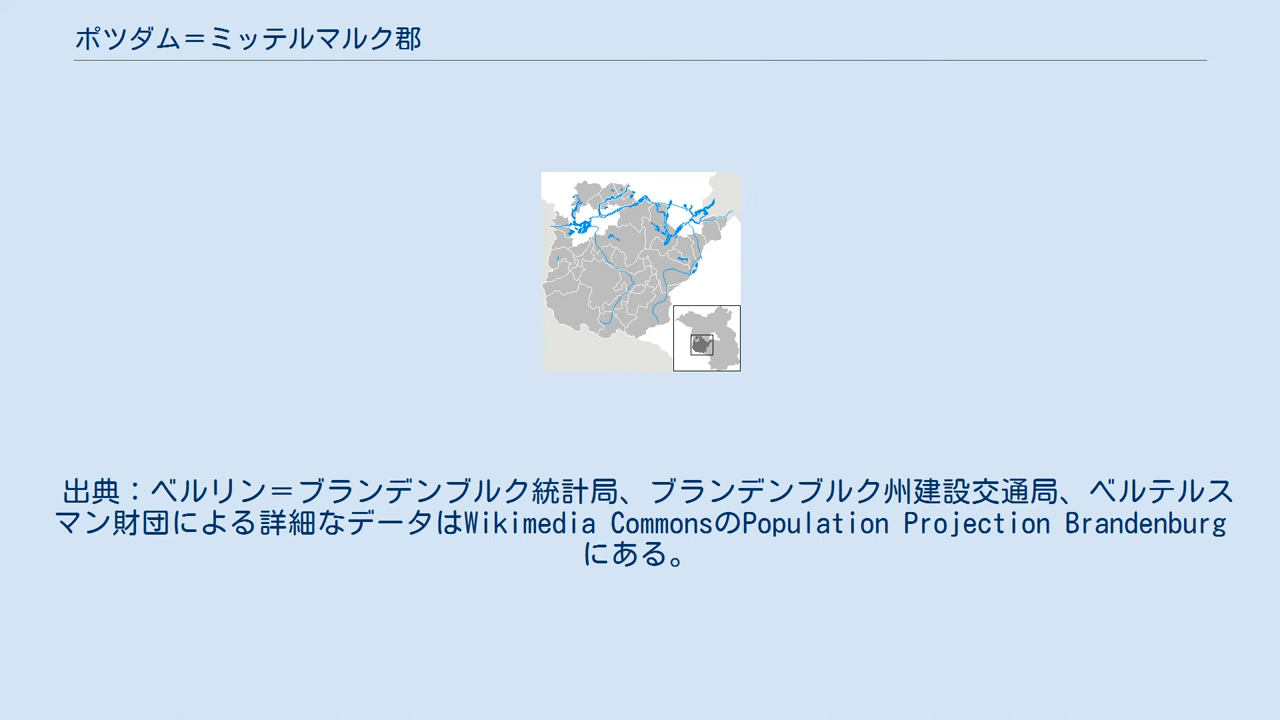 ポツダム＝ミッテルマルク郡
出典：ベルリン＝ブランデンブルク統計局、ブランデンブルク州建設交通局、ベルテルス
マン財団による詳細なデータはWikimedia CommonsのPopulation Projection Brandenburg
にある。